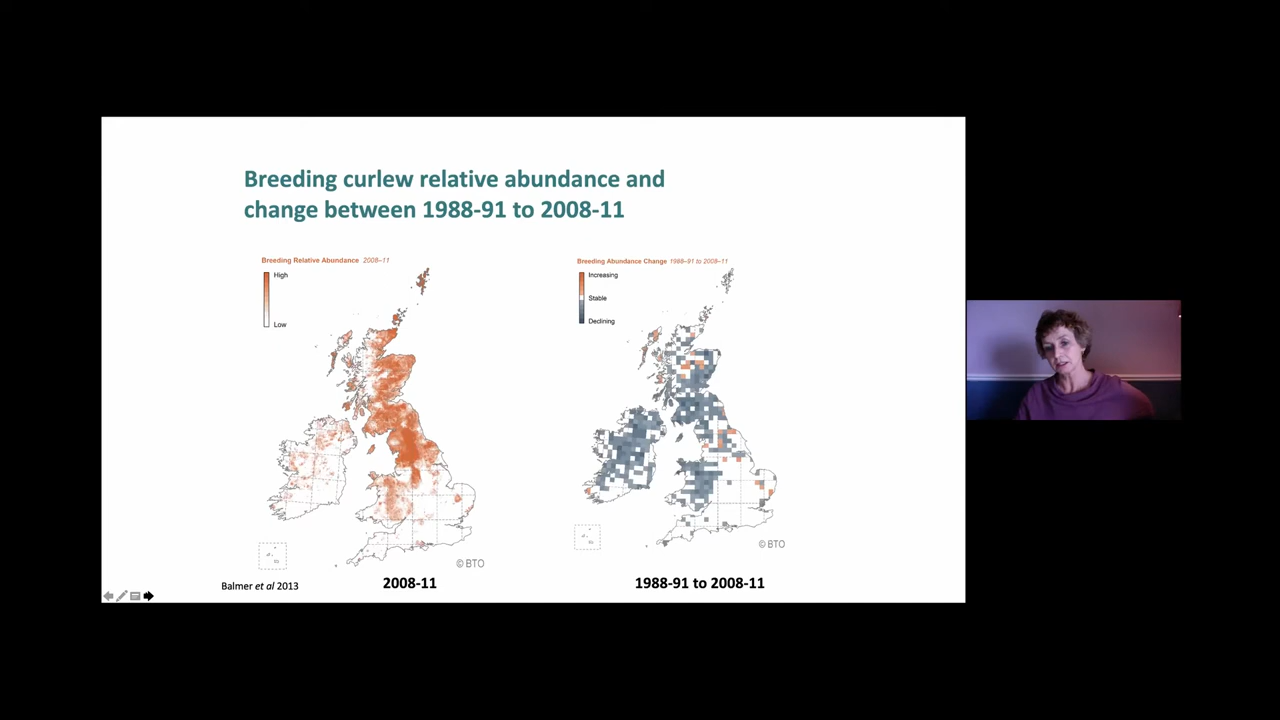 Breeding curlew relative abundance and
change between 1988-91 to 2008-11
Breeding Relative Abundance 2008–11
High
Low
© BTO
Balmer et al 2013
2008-11
Breeding Abundance Change 1988–91 to 2008–11
Increasing
Stable
Declining
© BTO
1988-91 to 2008-11